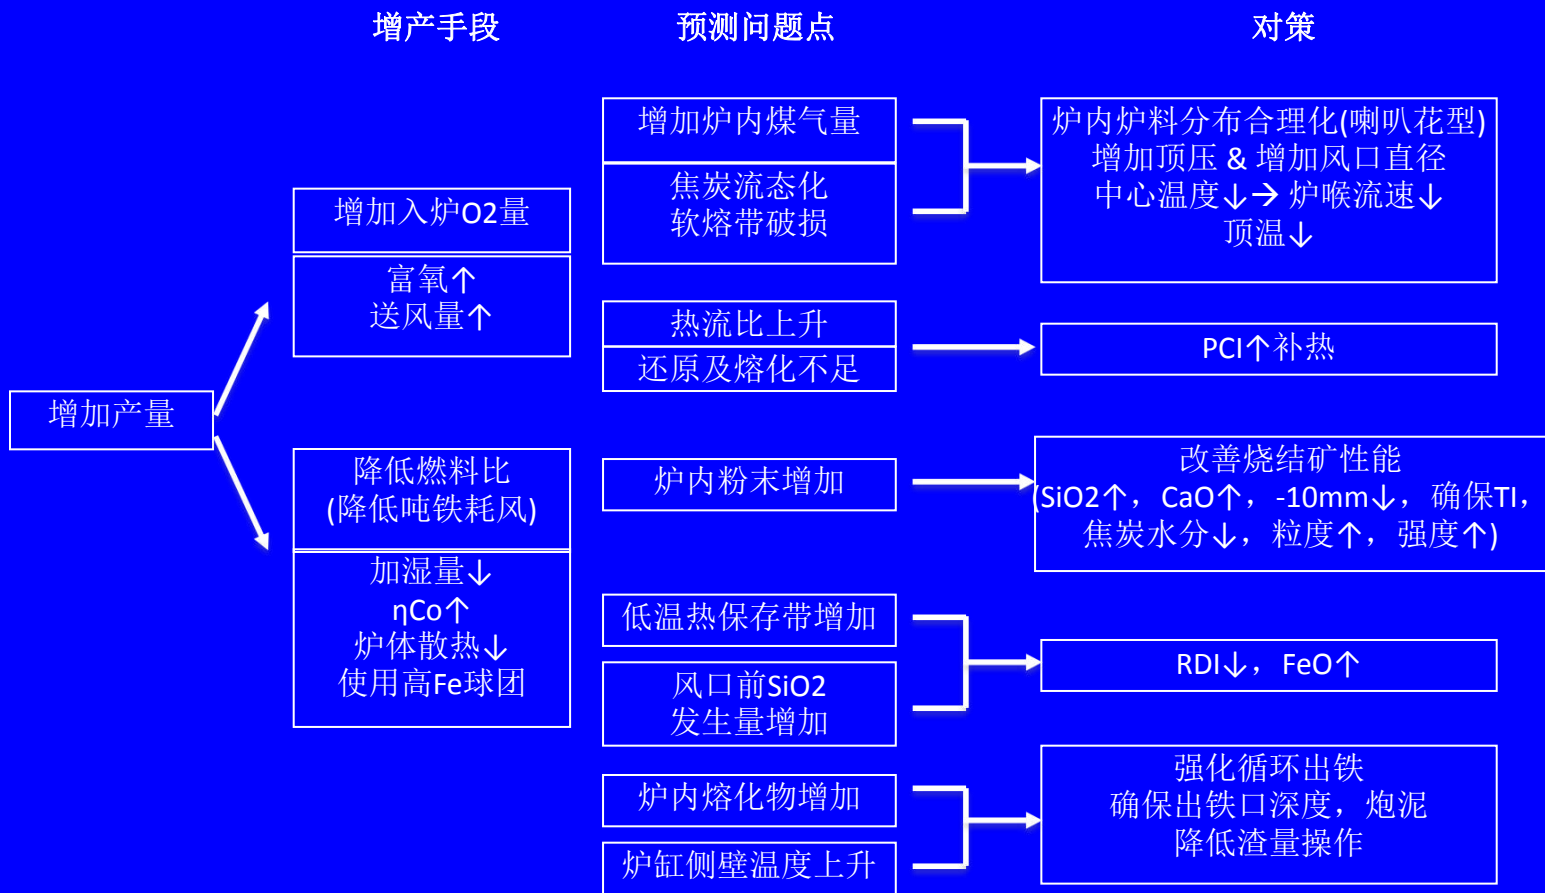 增产手段
预测问题点
对策
增加产量
增加入炉O2量
富氧↑
送风量↑
降低燃料比
(降低吨铁耗风)
加湿量↓
ηCo↑
炉体散热↓
使用高Fe球团
增加炉内煤气量
焦炭流态化
软熔带破损
热流比上升
还原及熔化不足
炉内粉末增加
低温热保存带增加
风口前SiO2
发生量增加
炉内熔化物增加
炉缸侧壁温度上升
炉内炉料分布合理化(喇叭花型)
增加顶压 & 增加风口直径
中心温度↓→ 炉喉流速↓
顶温↓
PCI↑补热
改善烧结矿性能
(SiO2↑，CaO↑，-10mm↓，确保TI，
焦炭水分↓，粒度↑，强度↑)
RDI↓，FeO↑
强化循环出铁
确保出铁口深度，炮泥
降低渣量操作